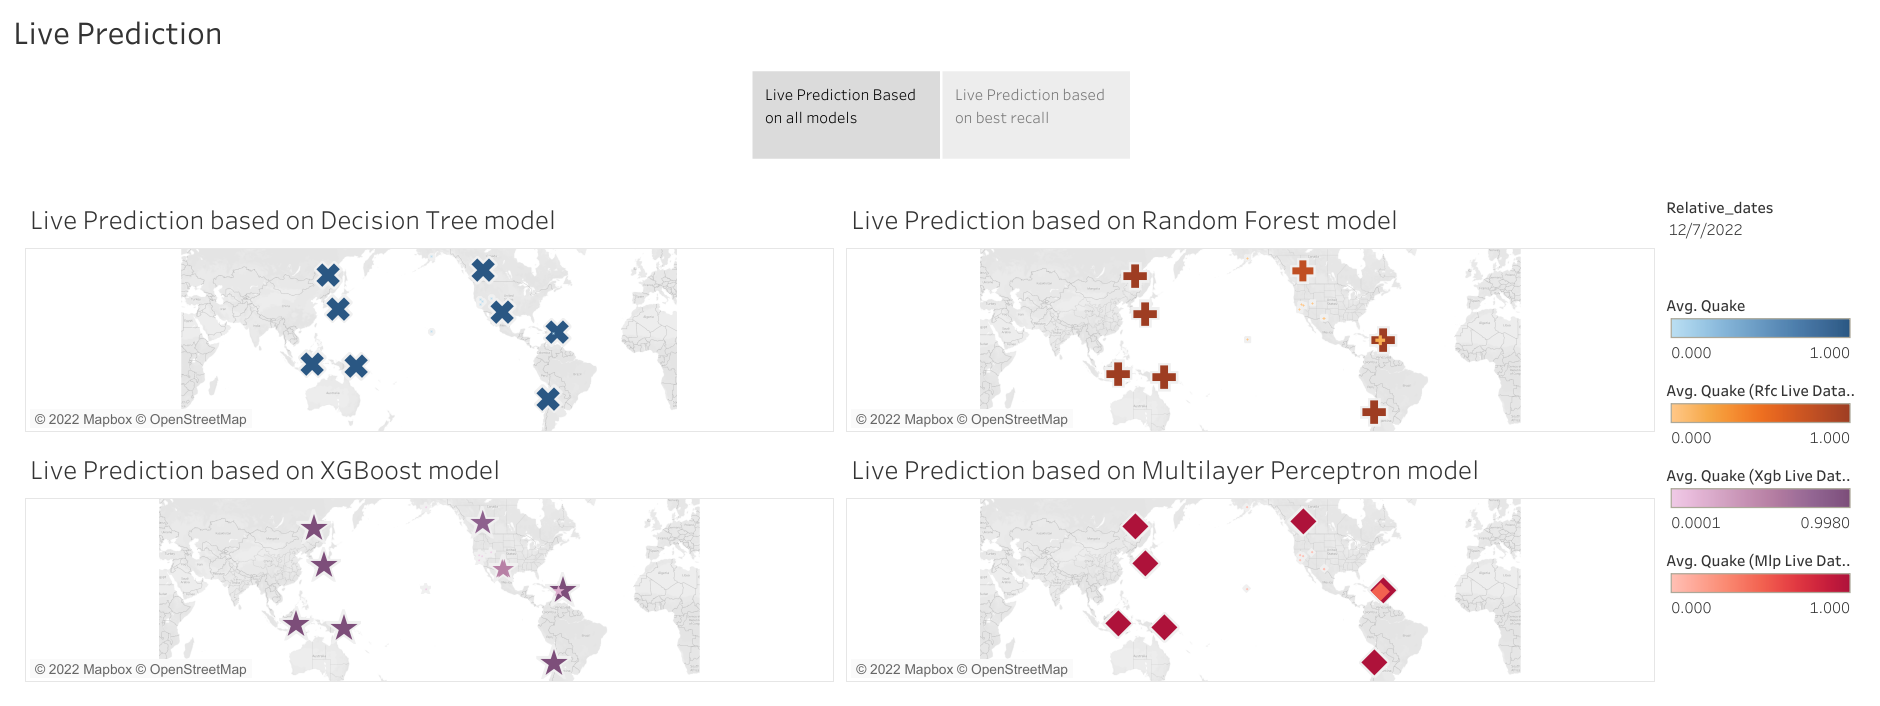 Live Prediction
Live Prediction Based
on all models
Live Prediction based
on best recall
Live Prediction based on Decision Tree model
© 2022 Mapbox © OpenStreetMap
Live Prediction based on Random Forest model
© 2022 Mapbox © OpenStreetMap
Live Prediction based on XGBoost model
© 2022 Mapbox © OpenStreetMap
Live Prediction based on Multilayer Perceptron model
© 2022 Mapbox © OpenStreetMap
Relative_dates
12/7/2022
Avg. Quake
0.000 1.000
Avg. Quake (Rfc Live Data..
0.000 1.000
Avg. Quake (Xgb Live Dat..
0.0001 0.9980
Avg. Quake (Mlp Live Dat..
0.000 1.000